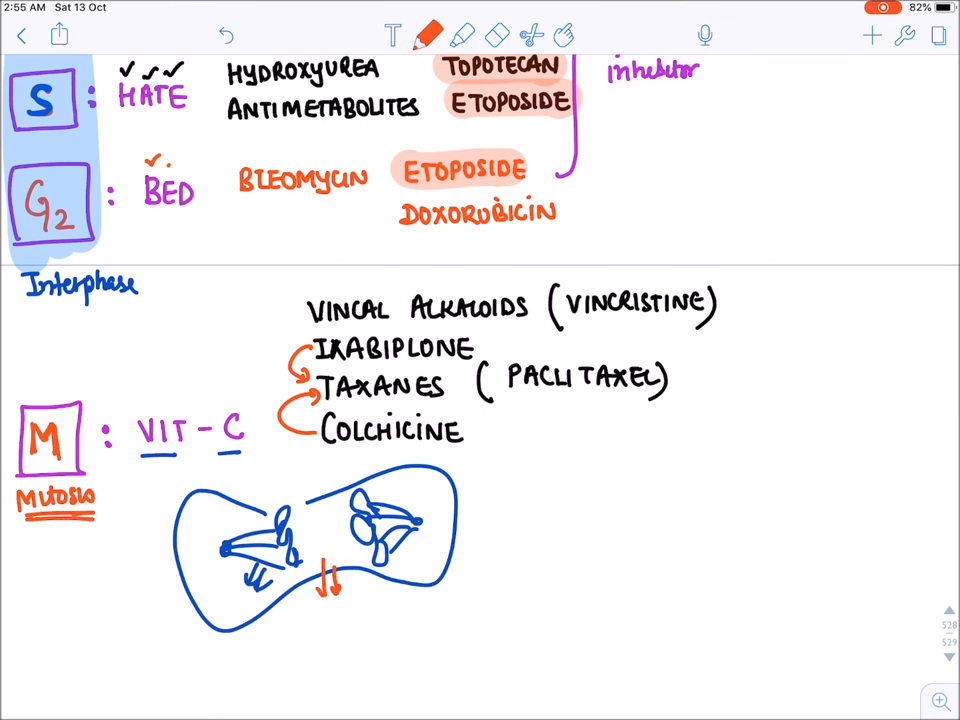 2:55 AM Sat 13 Oct 82%
HYDROXYUREA TOPOTECAN inhibitor
S : HATE
ANTIMETABOLITES ETOPOSIDE
G2 : BED BLEOMYCIN ETOPOSIDE
DOXORUBICIN
Interphase
VINCAL ALKALOIDS (VINCRISTINE)
IXABIPLONE
TAXANES (PACLITAXEL)
M : VIT - C COLCHICINE
Mitosis
528
529